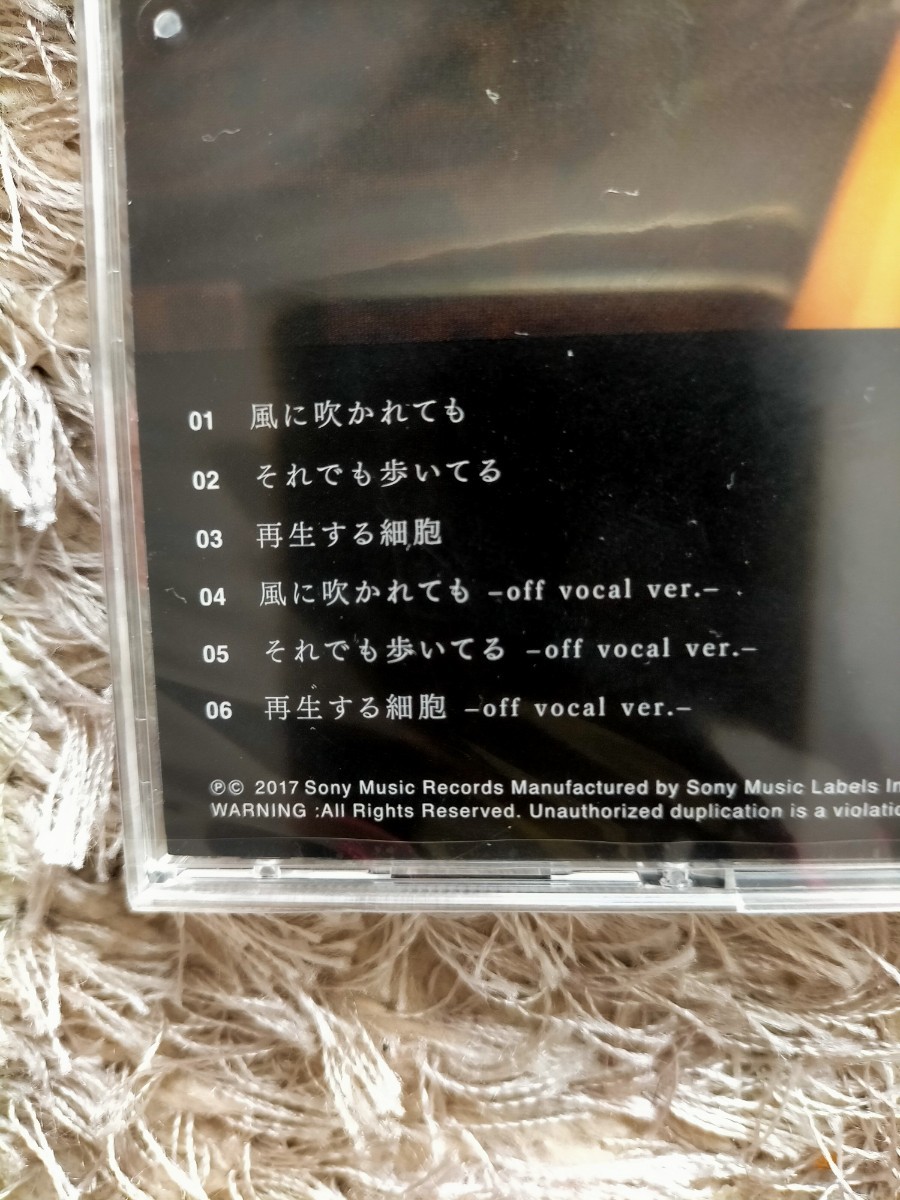 01 風に吹かれても
02 それでも歩いてる
03 再生する細胞
04 風に吹かれても –off vocal ver.–
05 それでも歩いてる –off vocal ver.–
06 再生する細胞 –off vocal ver.–
℗© 2017 Sony Music Records Manufactured by Sony Music Labels
WARNING :All Rights Reserved. Unauthorized duplication is a